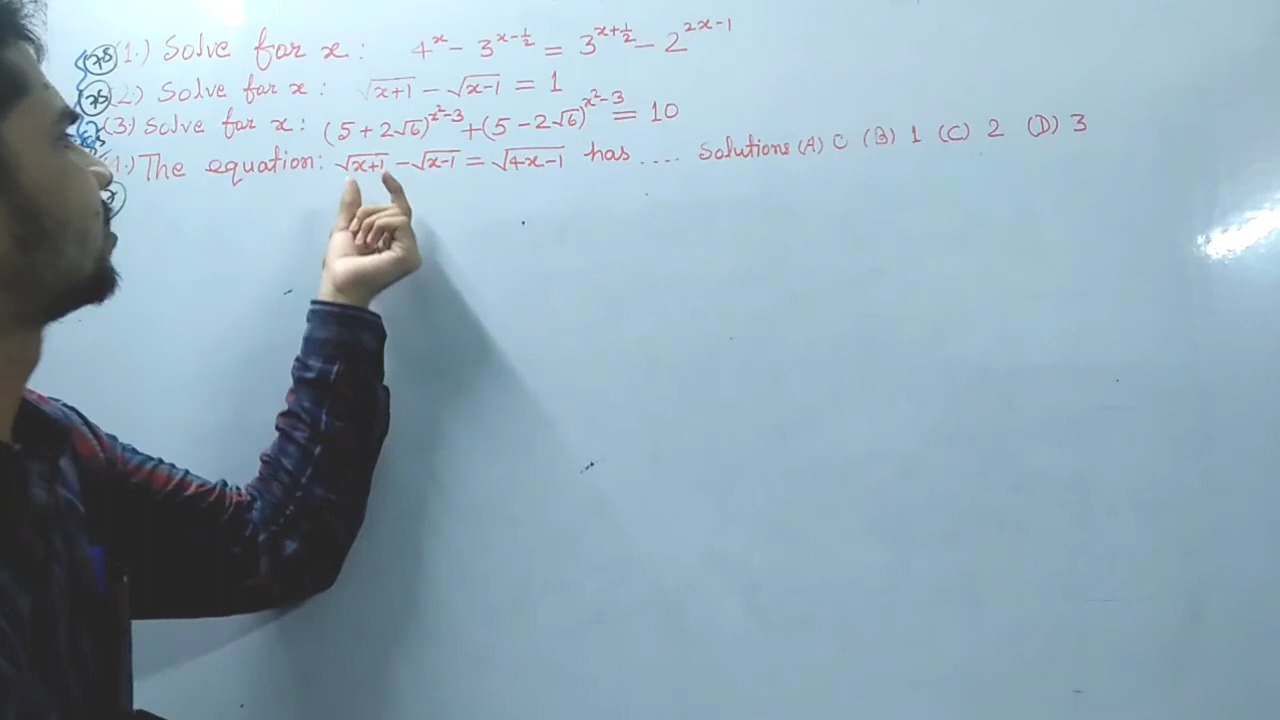 (1.) Solve for x: 4^x - 3^{x-1/2} = 3^{x+1/2} - 2^{2x-1}
(2.) Solve for x: √(x+1) - √(x-1) = 1
(3) Solve for x: (5+2√6)^{x²-3} + (5-2√6)^{x²-3} = 10
The equation: √(x+1) - √(x-1) = √(4x-1) has .... Solutions (A) 0 (B) 1 (C) 2 (D) 3